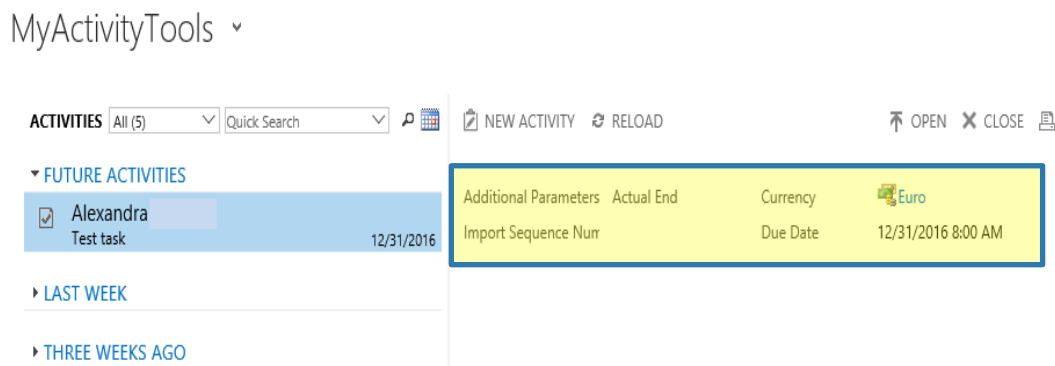 MyActivityTools
ACTIVITIES All (5) Quick Search
NEW ACTIVITY RELOAD OPEN CLOSE
FUTURE ACTIVITIES
Alexandra
Test task 12/31/2016
LAST WEEK
THREE WEEKS AGO
Additional Parameters Actual End Currency Euro
Import Sequence Num Due Date 12/31/2016 8:00 AM